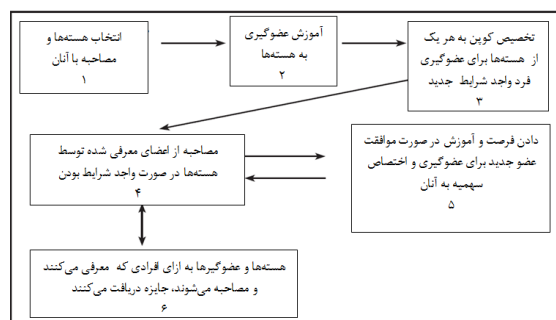 انتخاب هسته‌ها و
مصاحبه با آنان
۱
آموزش عضوگیری
به هسته‌ها
۲
تخصیص کوپن به هر یک
از هسته‌ها برای عضوگیری
فرد واجد شرایط جدید
۳
مصاحبه از اعضای معرفی شده توسط
هسته‌ها در صورت واجد شرایط بودن
۴
دادن فرصت و آموزش در صورت موافقت
عضو جدید برای عضوگیری و اختصاص
سهمیه به آنان
۵
هسته‌ها و عضوگیرها به ازای افرادی که معرفی می‌کنند
و مصاحبه می‌شوند، جایزه دریافت می‌کنند
۶